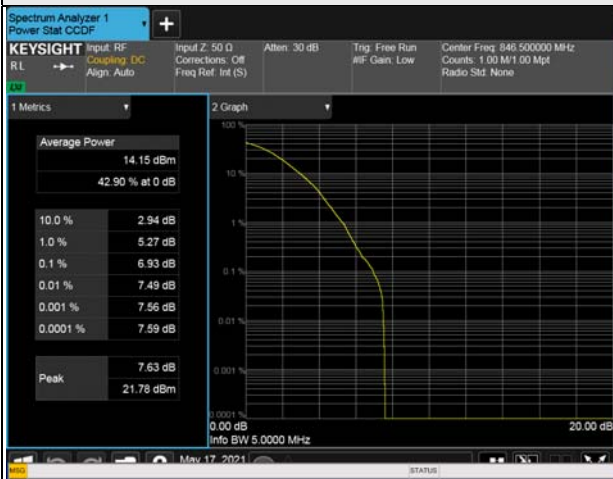 Spectrum Analyzer 1
Power Stat CCDF
KEYSIGHT
RL
LXI
Input: RF
Coupling: DC
Align: Auto
Input Z: 50 Ω
Corrections: Off
Freq Ref: Int (S)
Atten: 30 dB
Trig: Free Run
#IF Gain: Low
Center Freq: 846.500000 MHz
Counts: 1.00 M/1.00 Mpt
Radio Std: None
1 Metrics
Average Power
14.15 dBm
42.90 % at 0 dB
10.0 % 2.94 dB
1.0 % 5.27 dB
0.1 % 6.93 dB
0.01 % 7.49 dB
0.001 % 7.56 dB
0.0001 % 7.59 dB
Peak
7.63 dB
21.78 dBm
2 Graph
100 %
10 %
1 %
0.1 %
0.01 %
0.001 %
0.0001 %
0.00 dB 20.00 dB
Info BW 5.0000 MHz
May 17, 2021
MSG STATUS